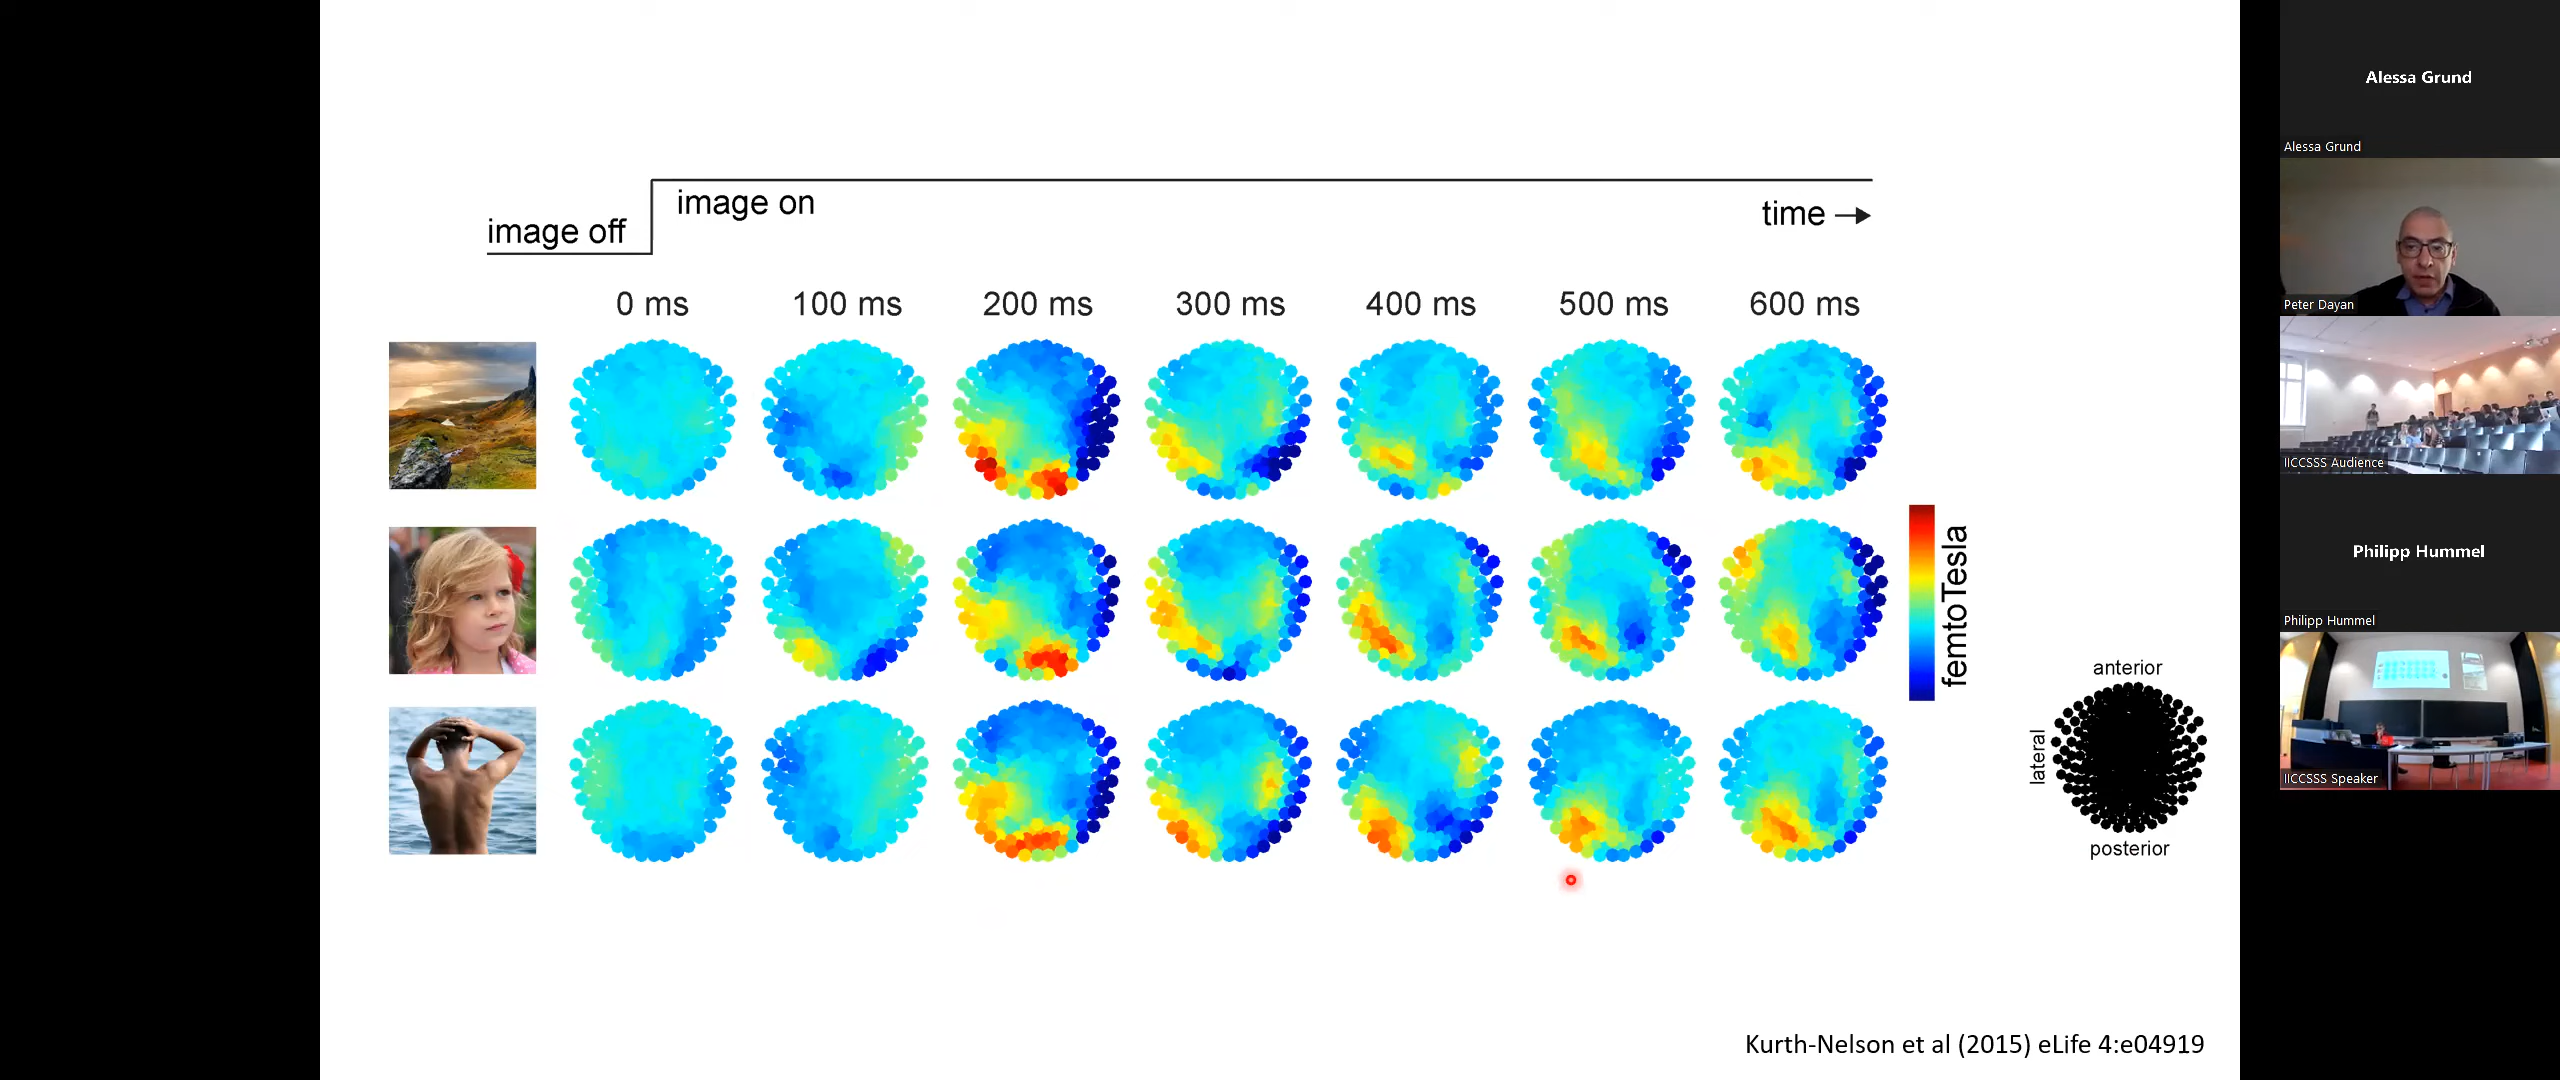 image off
image on
time
0 ms
100 ms
200 ms
300 ms
400 ms
500 ms
600 ms
femtoTesla
anterior
lateral
posterior
Kurth-Nelson et al (2015) eLife 4:e04919
Alessa Grund
Alessa Grund
Peter Dayan
IICCSSS Audience
Philipp Hummel
Philipp Hummel
IICCSSS Speaker